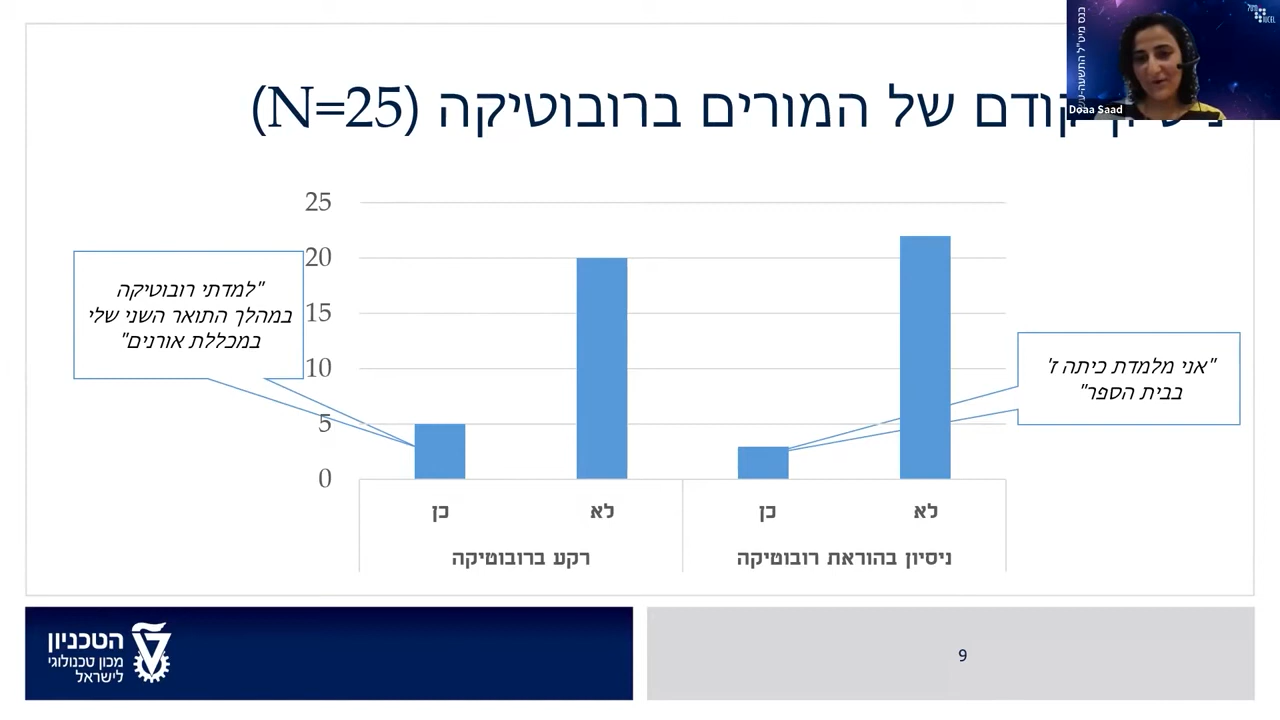 קודם של המורים ברובוטיקה (N=25)
25
20
15
10
5
0
"למדתי רובוטיקה
במהלך התואר השני שלי
במכללת אורנים"
"אני מלמדת כיתה ז'
בבית הספר"
כן
לא
כן
לא
רקע ברובוטיקה
ניסיון בהוראת רובוטיקה
הטכניון
מכון טכנולוגי
לישראל
9
Doaa Saad
כנס מיט"ל